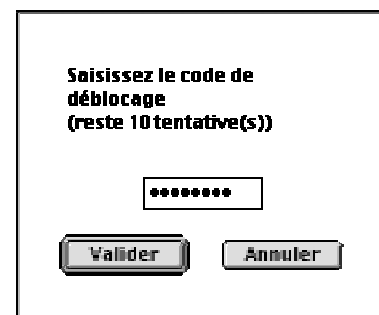 Saisissez le code de
déblocage
(reste 10 tentative(s))
••••••••
Valider
Annuler